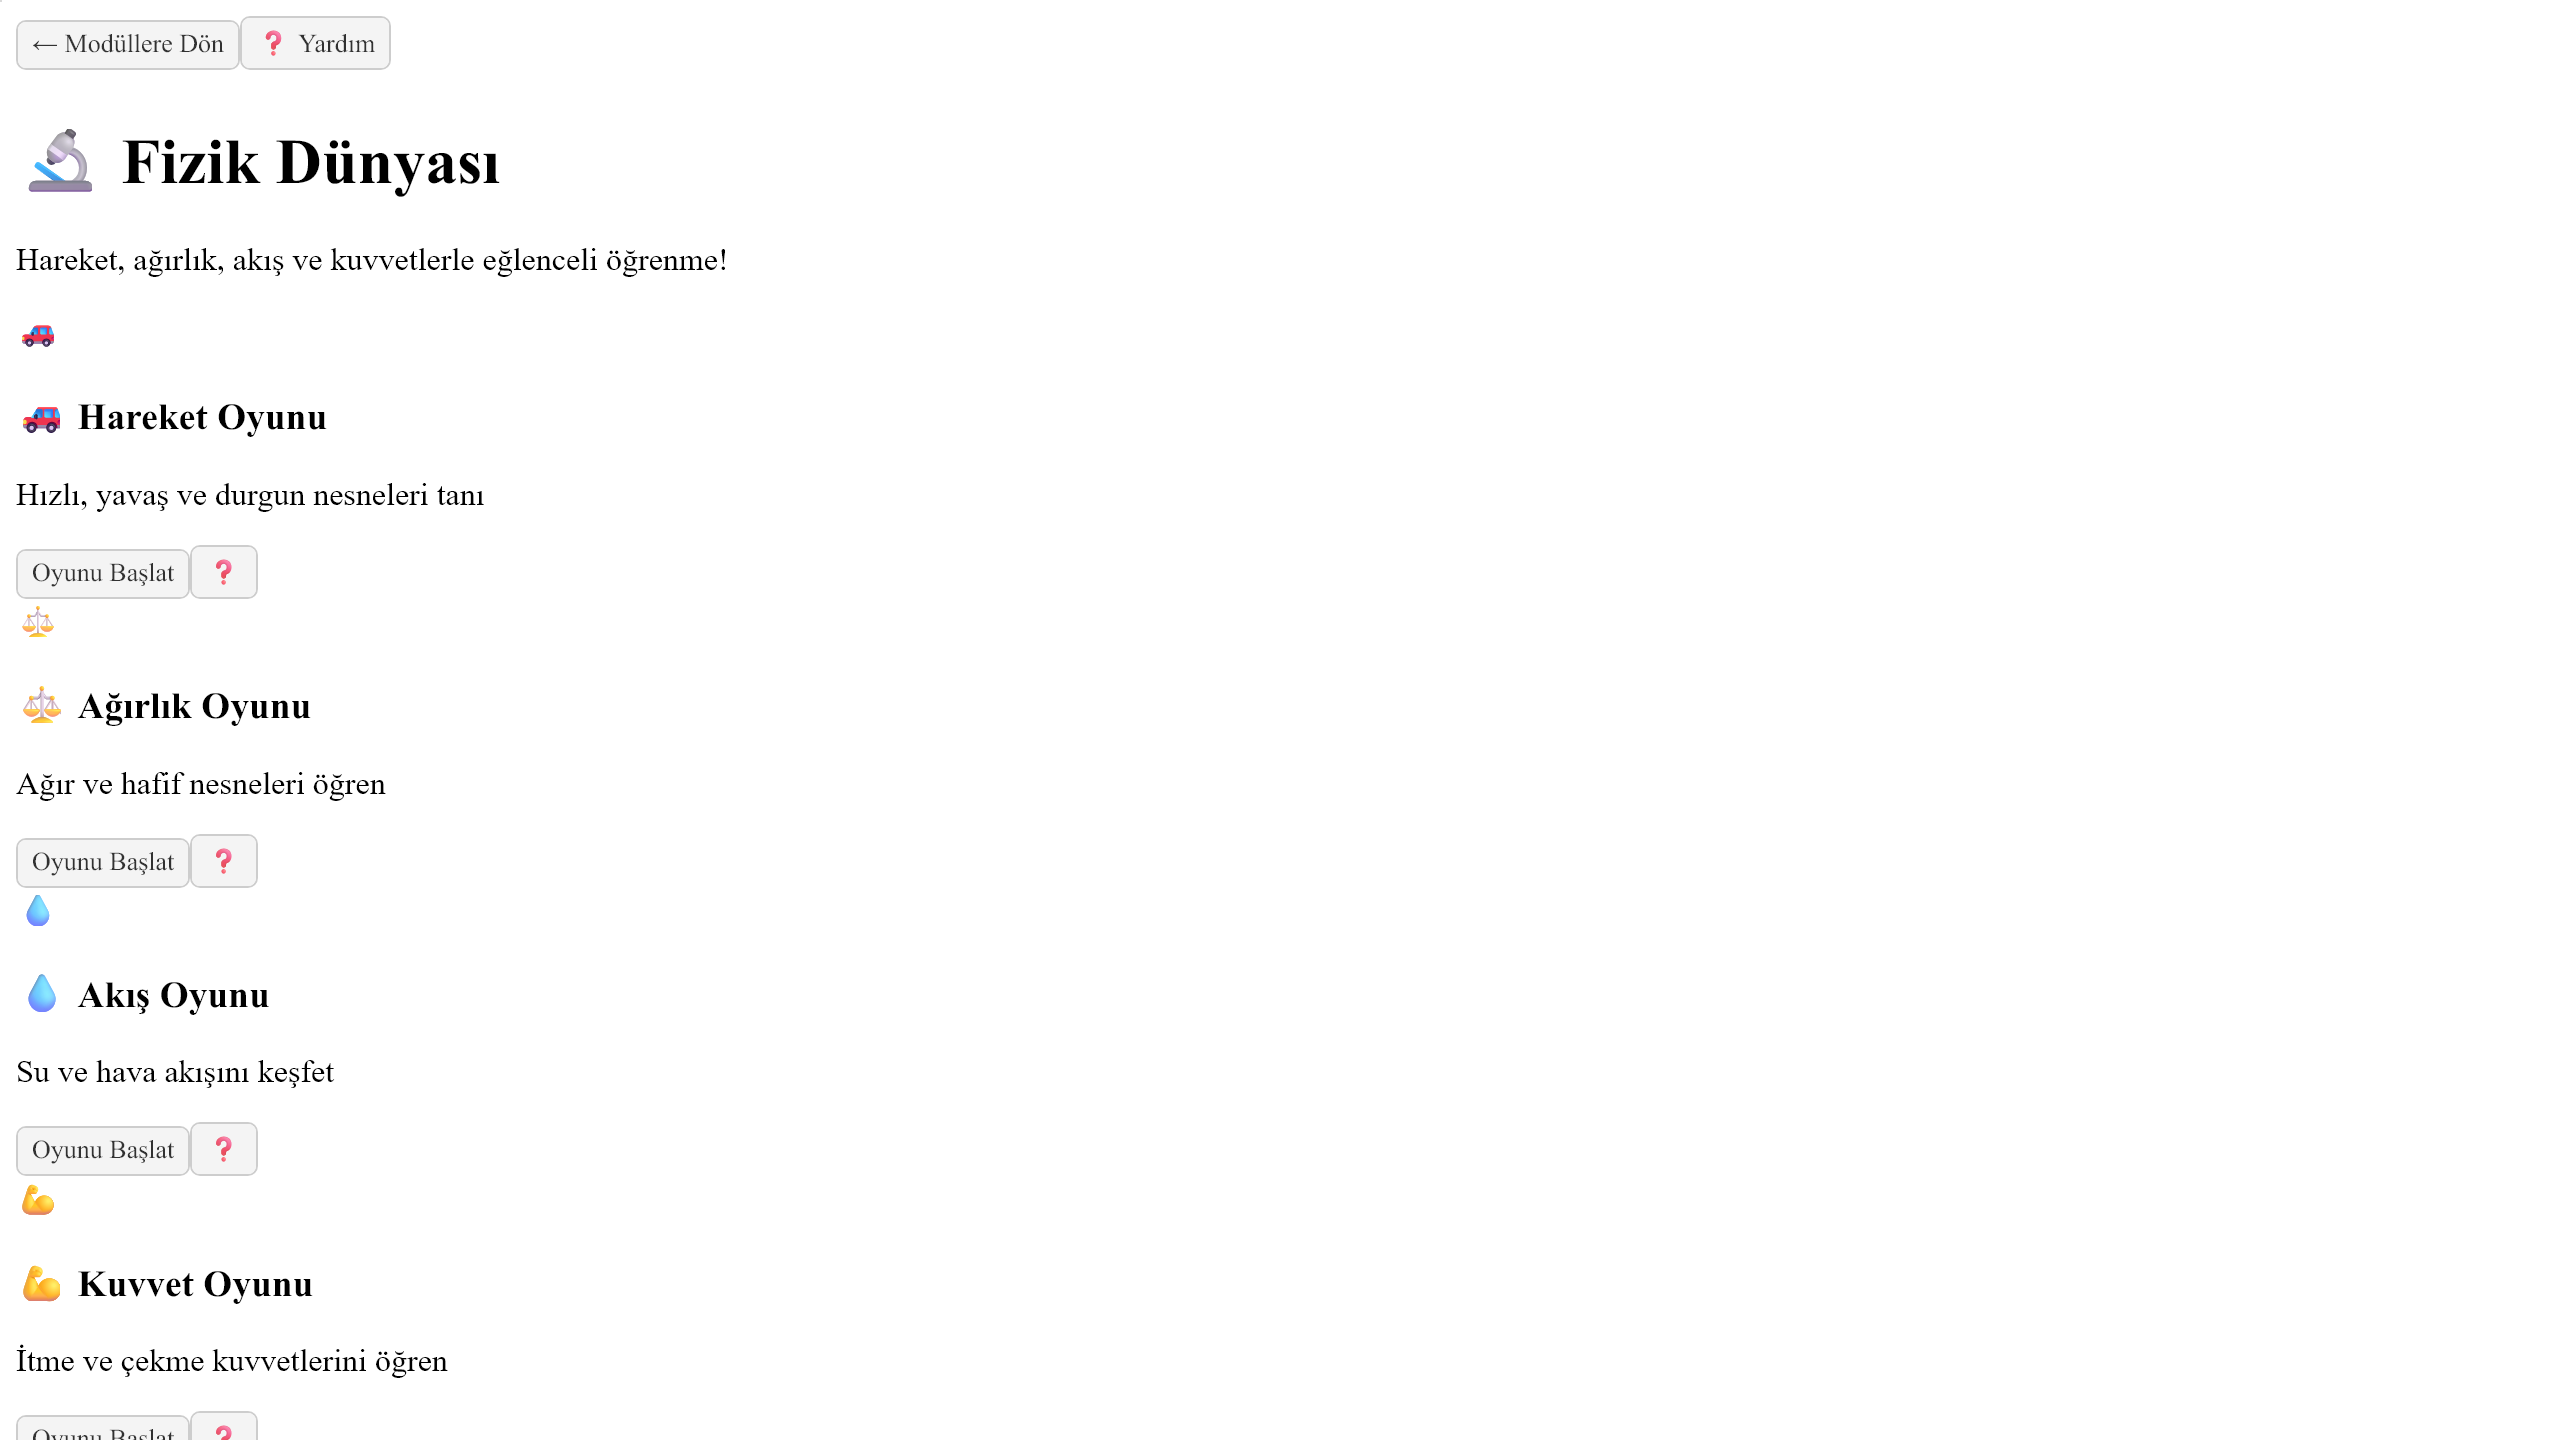 ← Modüllere Dön ❓ Yardım
🔬 Fizik Dünyası
Hareket, ağırlık, akış ve kuvvetlerle eğlenceli öğrenme!
🚗
🚗 Hareket Oyunu
Hızlı, yavaş ve durgun nesneleri tanı
Oyunu Başlat ❓
⚖️
⚖️ Ağırlık Oyunu
Ağır ve hafif nesneleri öğren
Oyunu Başlat ❓
💧
💧 Akış Oyunu
Su ve hava akışını keşfet
Oyunu Başlat ❓
💪
💪 Kuvvet Oyunu
İtme ve çekme kuvvetlerini öğren
Oyunu Başlat ❓